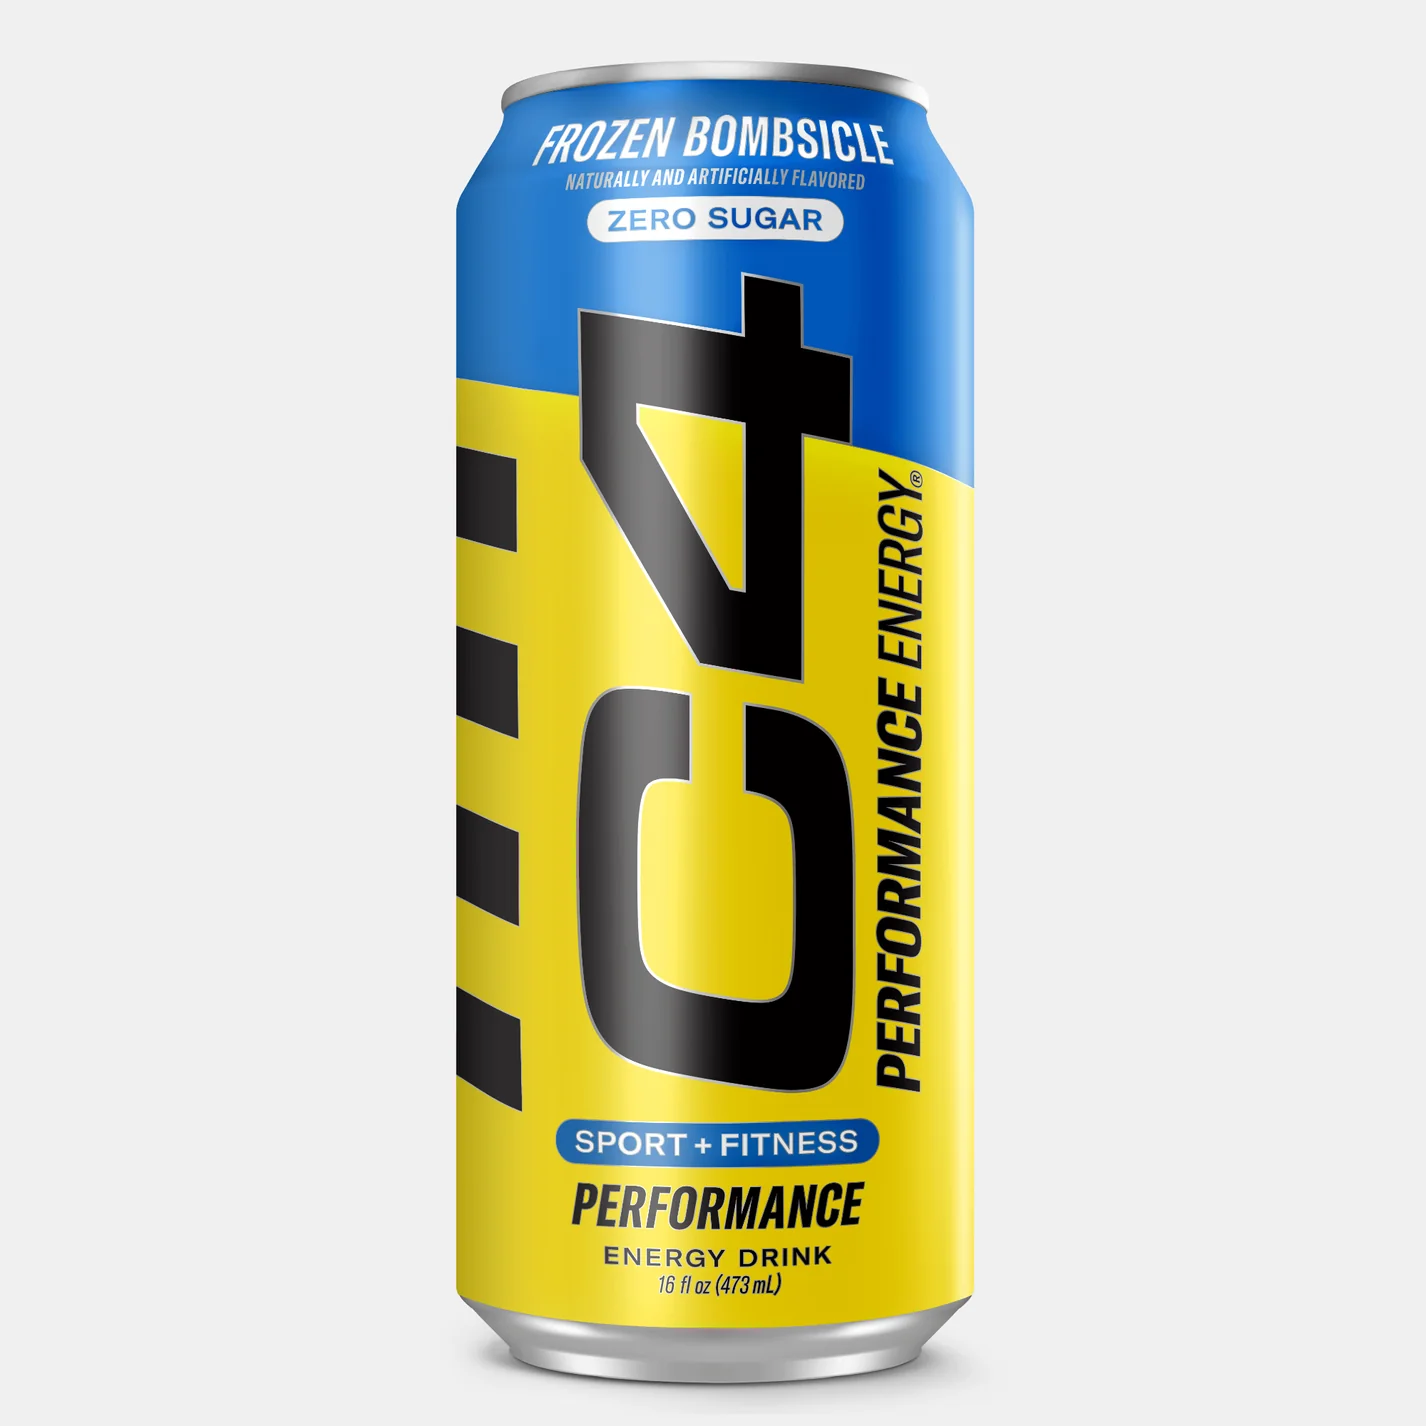 FROZEN BOMBSICLE
NATURALLY AND ARTIFICIALLY FLAVORED
ZERO SUGAR
C4
PERFORMANCE ENERGY®
SPORT + FITNESS
PERFORMANCE
ENERGY DRINK
16 fl oz (473 mL)